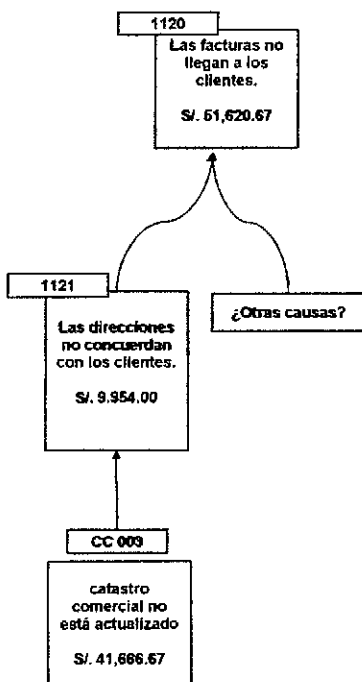 1120
Las facturas no
llegan a los
clientes.
S/. 51,620.67
1121
Las direcciones
no concuerdan
con los clientes.
S/. 9.954.00
¿Otras causas?
CC 003
catastro
comercial no
está actualizado
S/. 41,666.67